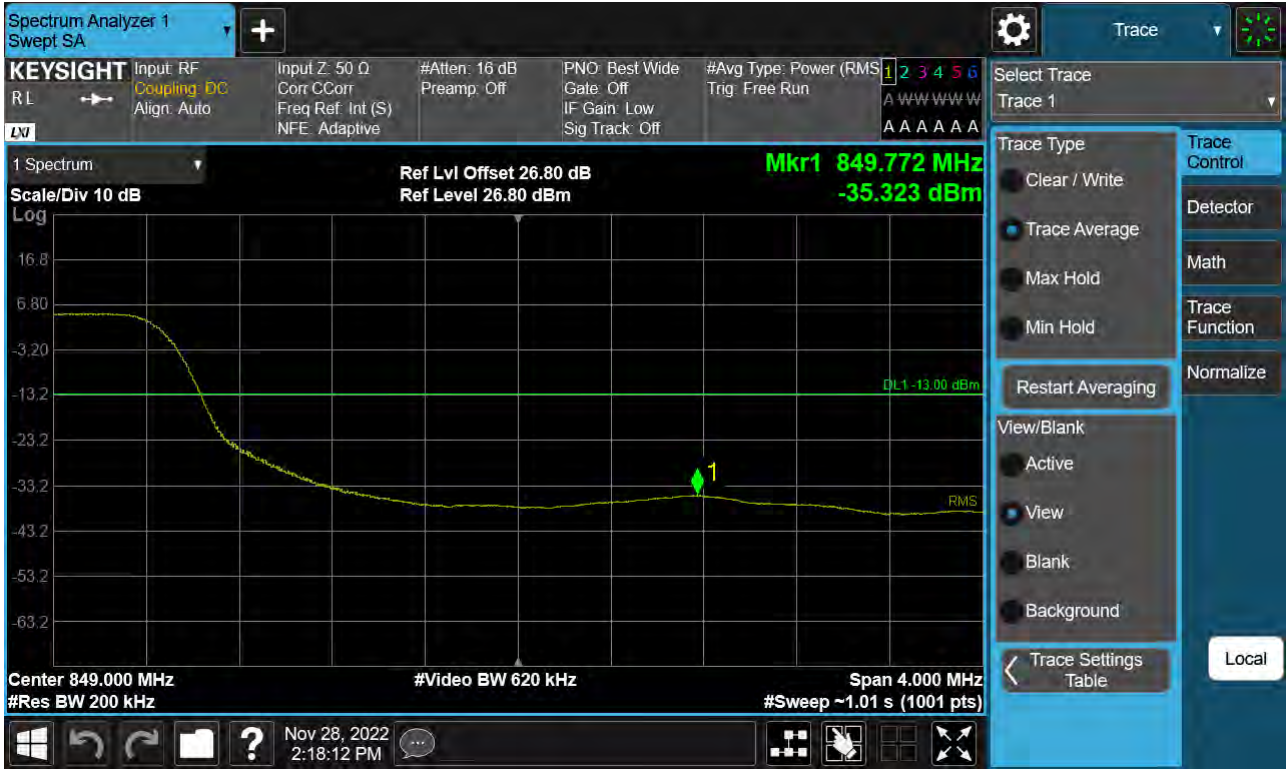 Spectrum Analyzer 1
Swept SA
Trace
KEYSIGHT
RL
LXI
Input: RF
Coupling: DC
Align: Auto
Input Z: 50 Ω
Corr CCorr
Freq Ref: Int (S)
NFE: Adaptive
#Atten: 16 dB
Preamp: Off
PNO: Best Wide
Gate: Off
IF Gain: Low
Sig Track: Off
#Avg Type: Power (RMS
Trig: Free Run
1 2 3 4 5 6
A W W W W W
A A A A A A
Select Trace
Trace 1
1 Spectrum
Scale/Div 10 dB
Ref Lvl Offset 26.80 dB
Ref Level 26.80 dBm
Mkr1 849.772 MHz
-35.323 dBm
Log
16.8
6.80
-3.20
-13.2
-23.2
-33.2
-43.2
-53.2
-63.2
DL1 -13.00 dBm
1
RMS
Center 849.000 MHz
#Video BW 620 kHz
Span 4.000 MHz
#Res BW 200 kHz
#Sweep ~1.01 s (1001 pts)
Trace Type
Clear / Write
Trace Average
Max Hold
Min Hold
Restart Averaging
View/Blank
Active
View
Blank
Background
Trace Settings
Table
Trace
Control
Detector
Math
Trace
Function
Normalize
Local
?
Nov 28, 2022
2:18:12 PM